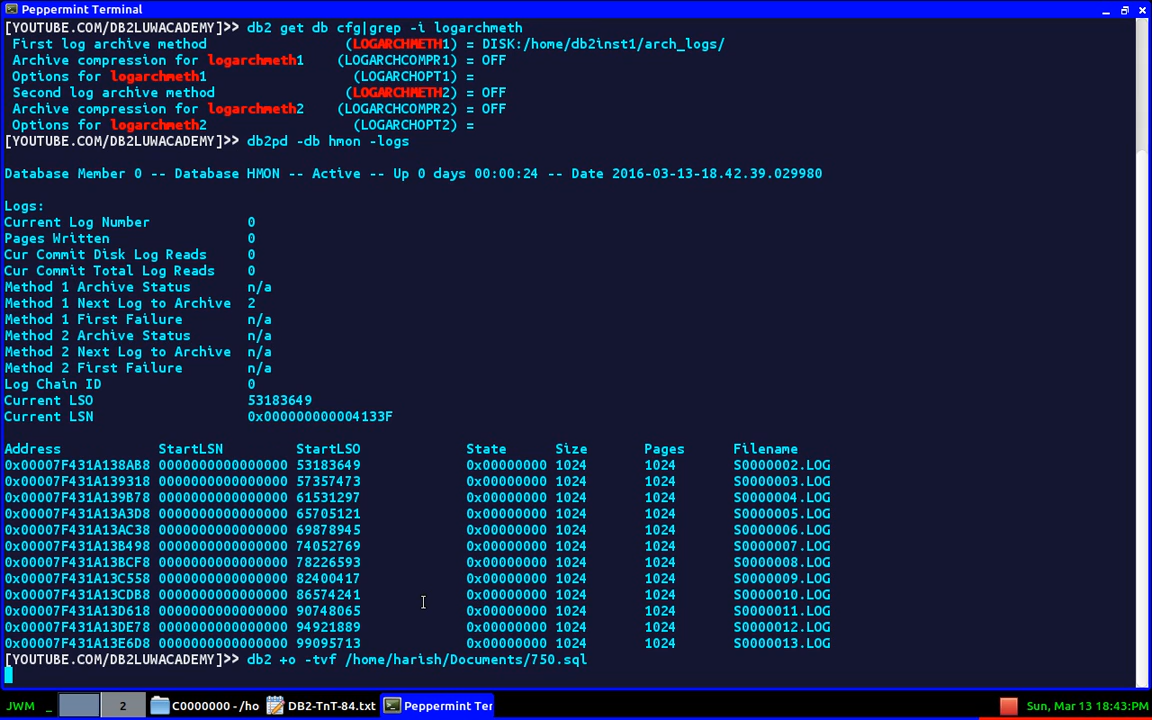 Peppermint Terminal
[YOUTUBE.COM/DB2LUWACADEMY]>> db2 get db cfg|grep -i logarchmeth
First log archive method (LOGARCHMETH1) = DISK:/home/db2inst1/arch_logs/
Archive compression for logarchmeth1 (LOGARCHCOMPR1) = OFF
Options for logarchmeth1 (LOGARCHOPT1) =
Second log archive method (LOGARCHMETH2) = OFF
Archive compression for logarchmeth2 (LOGARCHCOMPR2) = OFF
Options for logarchmeth2 (LOGARCHOPT2) =
[YOUTUBE.COM/DB2LUWACADEMY]>> db2pd -db hmon -logs
Database Member 0 -- Database HMON -- Active -- Up 0 days 00:00:24 -- Date 2016-03-13-18.42.39.029980
Logs:
Current Log Number 0
Pages Written 0
Cur Commit Disk Log Reads 0
Cur Commit Total Log Reads 0
Method 1 Archive Status n/a
Method 1 Next Log to Archive 2
Method 1 First Failure n/a
Method 2 Archive Status n/a
Method 2 Next Log to Archive n/a
Method 2 First Failure n/a
Log Chain ID 0
Current LSO 53183649
Current LSN 0x000000000004133F
Address StartLSN StartLSO State Size Pages Filename
0x00007F431A138AB8 0000000000000000 53183649 0x00000000 1024 1024 S0000002.LOG
0x00007F431A139318 0000000000000000 57357473 0x00000000 1024 1024 S0000003.LOG
0x00007F431A139B78 0000000000000000 61531297 0x00000000 1024 1024 S0000004.LOG
0x00007F431A13A3D8 0000000000000000 65705121 0x00000000 1024 1024 S0000005.LOG
0x00007F431A13AC38 0000000000000000 69878945 0x00000000 1024 1024 S0000006.LOG
0x00007F431A13B498 0000000000000000 74052769 0x00000000 1024 1024 S0000007.LOG
0x00007F431A13BCF8 0000000000000000 78226593 0x00000000 1024 1024 S0000008.LOG
0x00007F431A13C558 0000000000000000 82400417 0x00000000 1024 1024 S0000009.LOG
0x00007F431A13CDB8 0000000000000000 86574241 0x00000000 1024 1024 S0000010.LOG
0x00007F431A13D618 0000000000000000 90748065 0x00000000 1024 1024 S0000011.LOG
0x00007F431A13DE78 0000000000000000 94921889 0x00000000 1024 1024 S0000012.LOG
0x00007F431A13E6D8 0000000000000000 99095713 0x00000000 1024 1024 S0000013.LOG
[YOUTUBE.COM/DB2LUWACADEMY]>> db2 +o -tvf /home/harish/Documents/750.sql
JWM _ 2 C0000000 - /ho DB2-TnT-84.txt Peppermint Ter Sun, Mar 13 18:43:PM